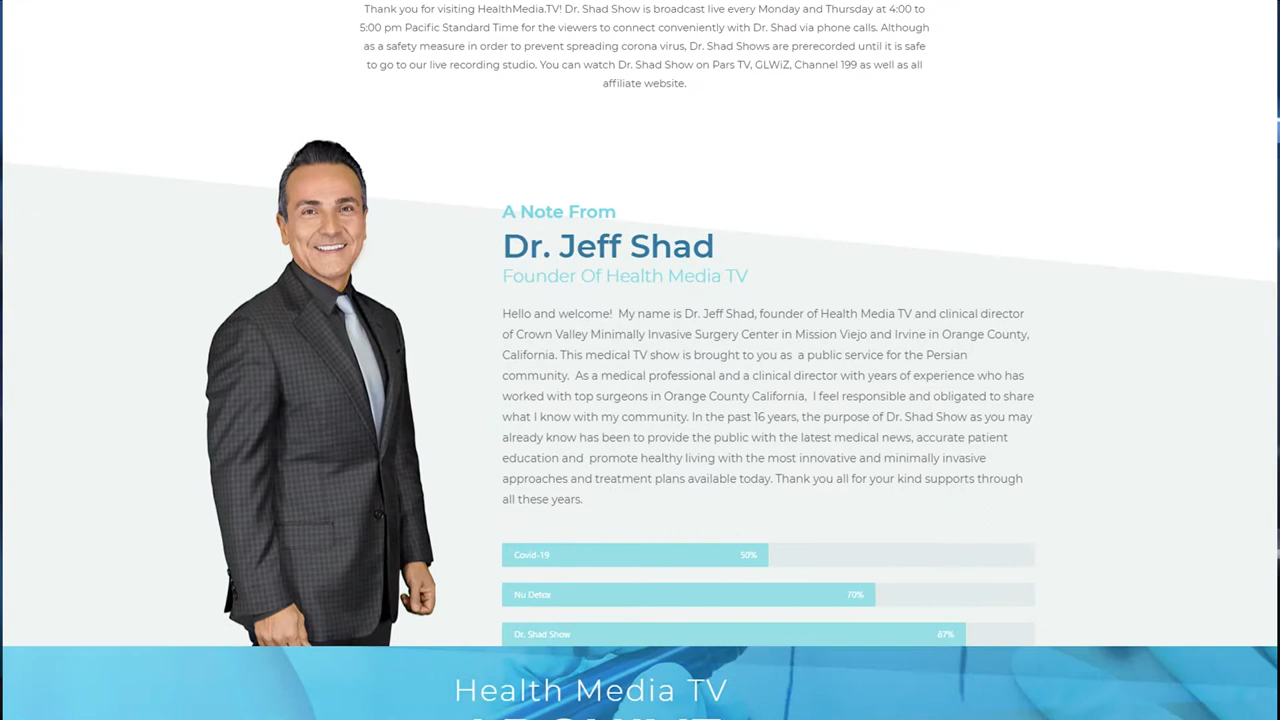 Thank you for visiting HealthMedia.TV! Dr. Shad Show is broadcast live every Monday and Thursday at 4:00 to
5:00 pm Pacific Standard Time for the viewers to connect conveniently with Dr. Shad via phone calls. Although
as a safety measure in order to prevent spreading corona virus, Dr. Shad Shows are prerecorded until it is safe
to go to our live recording studio. You can watch Dr. Shad Show on Pars TV, GLWiZ, Channel 199 as well as all
affiliate website.
A Note From
Dr. Jeff Shad
Founder Of Health Media TV
Hello and welcome! My name is Dr. Jeff Shad, founder of Health Media TV and clinical director
of Crown Valley Minimally Invasive Surgery Center in Mission Viejo and Irvine in Orange County,
California. This medical TV show is brought to you as a public service for the Persian
community. As a medical professional and a clinical director with years of experience who has
worked with top surgeons in Orange County California, I feel responsible and obligated to share
what I know with my community. In the past 16 years, the purpose of Dr. Shad Show as you may
already know has been to provide the public with the latest medical news, accurate patient
education and promote healthy living with the most innovative and minimally invasive
approaches and treatment plans available today. Thank you all for your kind supports through
all these years.
Covid-19 50%
Nu Detox 70%
Dr. Shad Show 87%
Health Media TV